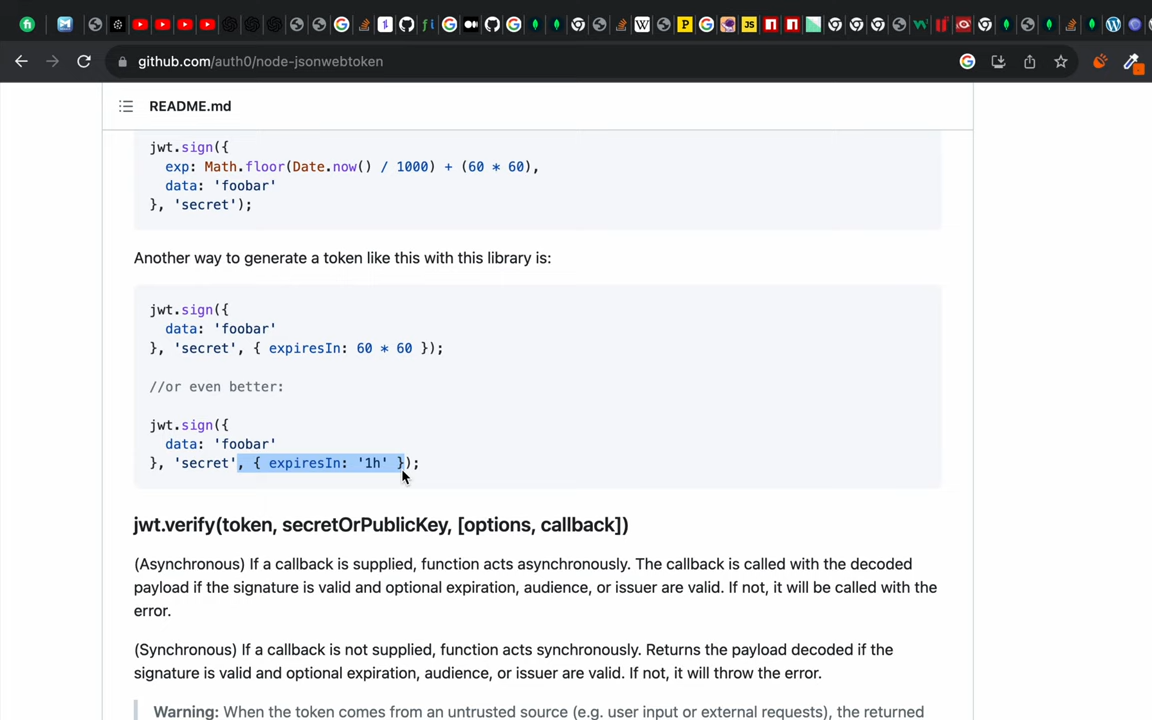 github.com/auth0/node-jsonwebtoken
README.md
jwt.sign({
exp: Math.floor(Date.now() / 1000) + (60 * 60),
data: 'foobar'
}, 'secret');
Another way to generate a token like this with this library is:
jwt.sign({
data: 'foobar'
}, 'secret', { expiresIn: 60 * 60 });
//or even better:
jwt.sign({
data: 'foobar'
}, 'secret', { expiresIn: '1h' });
jwt.verify(token, secretOrPublicKey, [options, callback])
(Asynchronous) If a callback is supplied, function acts asynchronously. The callback is called with the decoded
payload if the signature is valid and optional expiration, audience, or issuer are valid. If not, it will be called with the
error.
(Synchronous) If a callback is not supplied, function acts synchronously. Returns the payload decoded if the
signature is valid and optional expiration, audience, or issuer are valid. If not, it will throw the error.
Warning: When the token comes from an untrusted source (e.g. user input or external requests), the returned